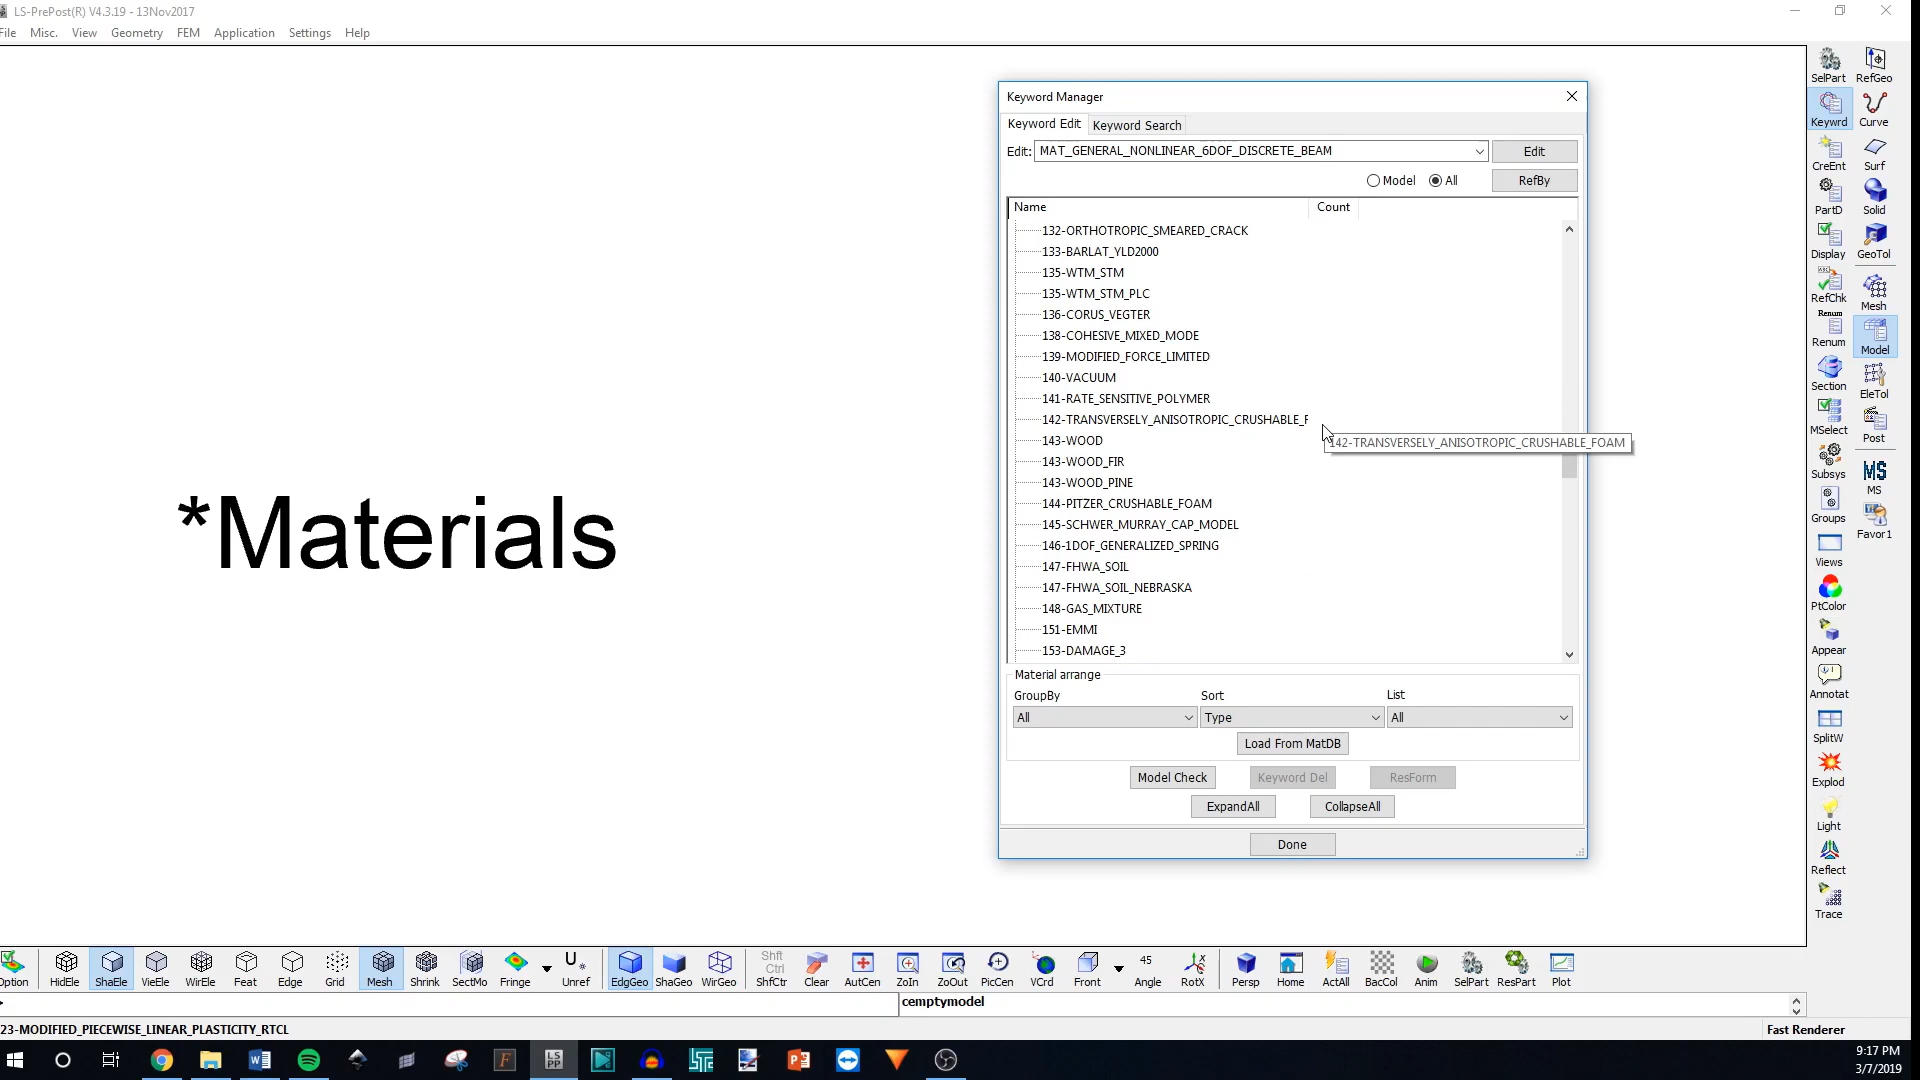 LS-PrePost(R) V4.3.19 - 13Nov2017
File Misc. View Geometry FEM Application Settings Help
*Materials
Keyword Manager
Keyword Edit Keyword Search
Edit: MAT_GENERAL_NONLINEAR_6DOF_DISCRETE_BEAM Edit
Model All RefBy
Name Count
132-ORTHOTROPIC_SMEARED_CRACK
133-BARLAT_YLD2000
135-WTM_STM
135-WTM_STM_PLC
136-CORUS_VEGTER
138-COHESIVE_MIXED_MODE
139-MODIFIED_FORCE_LIMITED
140-VACUUM
141-RATE_SENSITIVE_POLYMER
142-TRANSVERSELY_ANISOTROPIC_CRUSHABLE_F
142-TRANSVERSELY_ANISOTROPIC_CRUSHABLE_FOAM
143-WOOD
143-WOOD_FIR
143-WOOD_PINE
144-PITZER_CRUSHABLE_FOAM
145-SCHWER_MURRAY_CAP_MODEL
146-1DOF_GENERALIZED_SPRING
147-FHWA_SOIL
147-FHWA_SOIL_NEBRASKA
148-GAS_MIXTURE
151-EMMI
153-DAMAGE_3
Material arrange
GroupBy Sort List
All Type All
Load From MatDB
Model Check Keyword Del ResForm
ExpandAll CollapseAll
Done
SelPart RefGeo
Keywrd Curve
CreEnt Surf
PartD Solid
Display GeoTol
RefChk Mesh
Renum
Renum Model
Section EleTol
MSelect Post
Subsys MS
MS
Groups Favor1
Views
PtColor
Appear
Annotat
SplitW
Explod
Light
Reflect
Trace
Shft
Ctrl
45
Option HidEle ShaEle VieEle WirEle Feat Edge Grid Mesh Shrink SectMo Fringe Unref EdgGeo ShaGeo WirGeo ShfCtr Clear AutCen ZoIn ZoOut PicCen VCrd Front Angle RotX Persp Home ActAll BacCol Anim SelPart ResPart Plot
> cemptymodel
23-MODIFIED_PIECEWISE_LINEAR_PLASTICITY_RTCL Fast Renderer
LS
PP
9:17 PM
3/7/2019